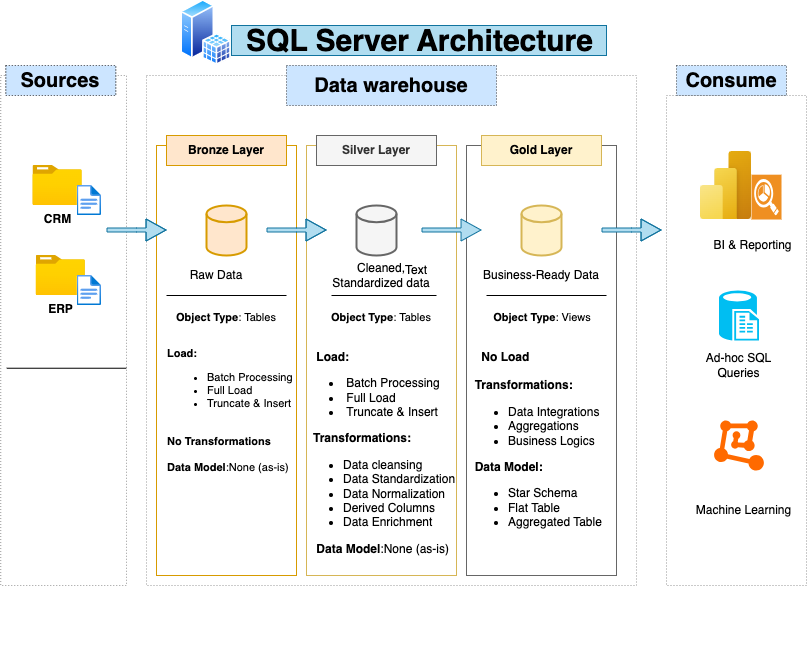 SQL Server Architecture
Sources
CRM
ERP
Data warehouse
Bronze Layer
Raw Data
Object Type: Tables
Load:
• Batch Processing
• Full Load
• Truncate & Insert
No Transformations
Data Model:None (as-is)
Silver Layer
Cleaned,Text
Standardized data
Object Type: Tables
Load:
• Batch Processing
• Full Load
• Truncate & Insert
Transformations:
• Data cleansing
• Data Standardization
• Data Normalization
• Derived Columns
• Data Enrichment
Data Model:None (as-is)
Gold Layer
Business-Ready Data
Object Type: Views
No Load
Transformations:
• Data Integrations
• Aggregations
• Business Logics
Data Model:
• Star Schema
• Flat Table
• Aggregated Table
Consume
BI & Reporting
Ad-hoc SQL
Queries
Machine Learning